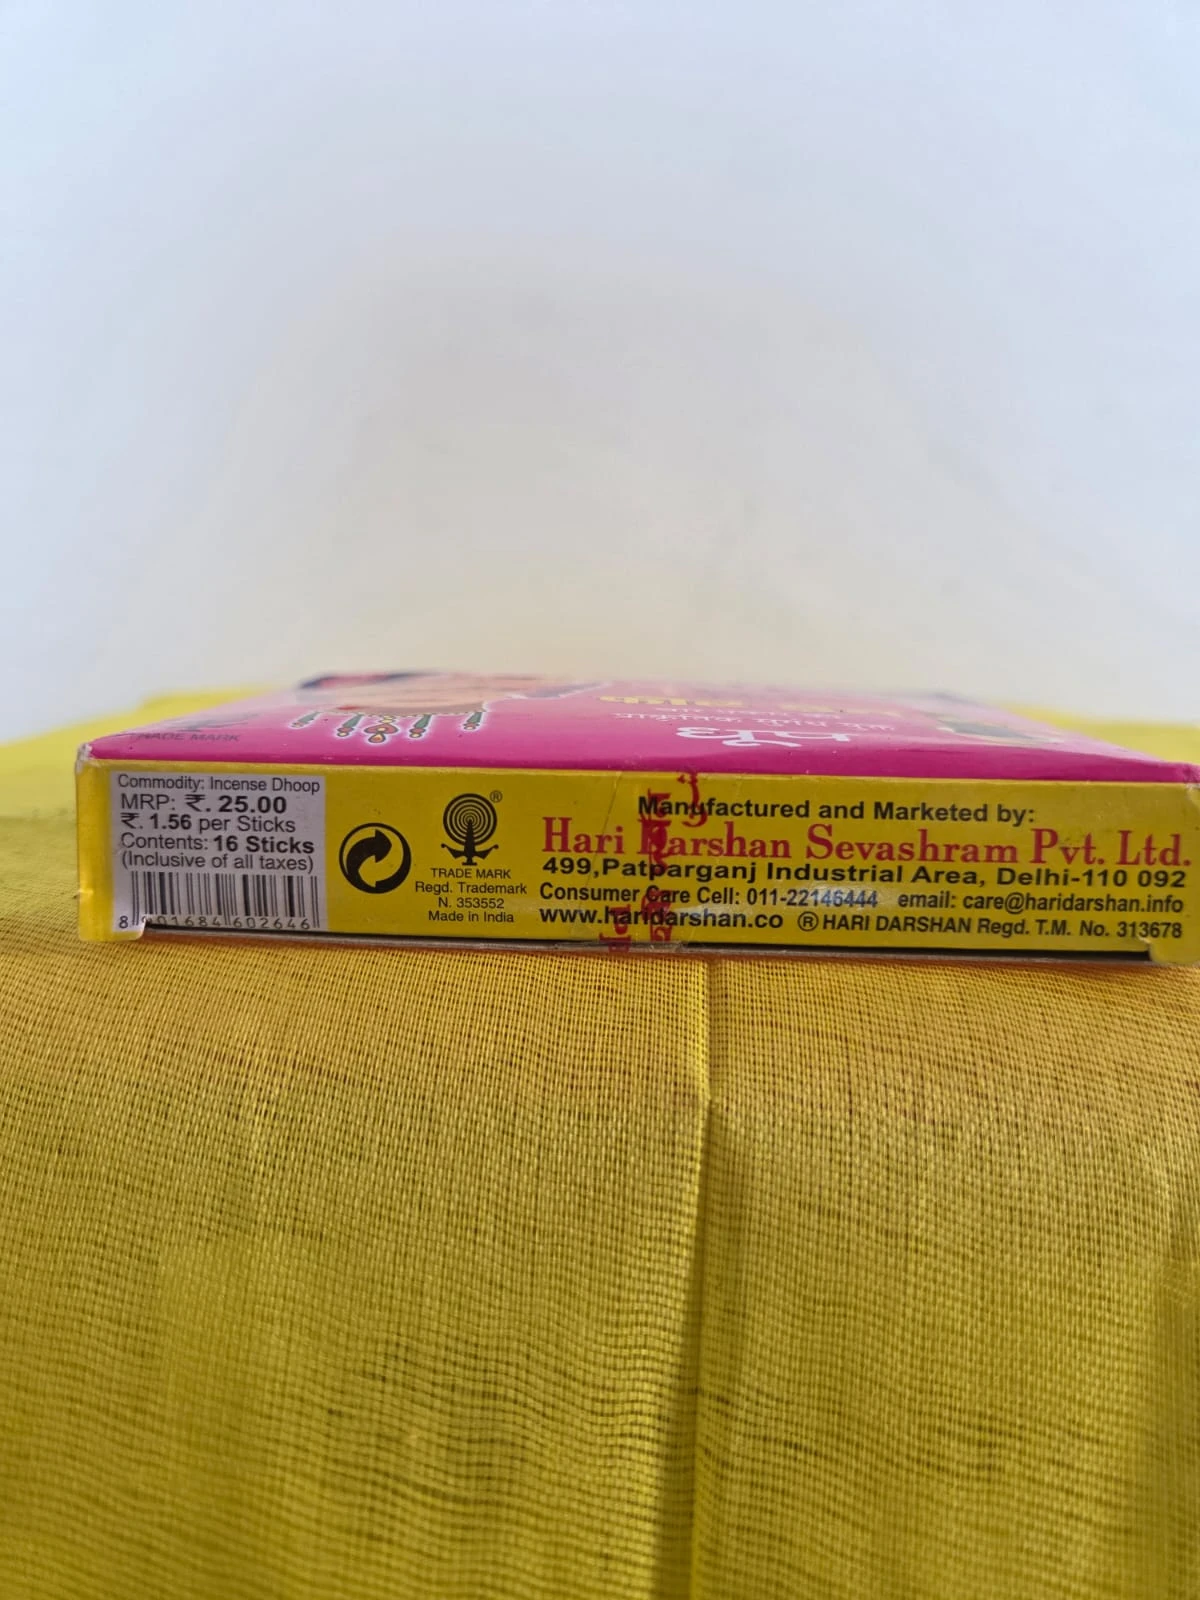 TRADE MARK
प्राकृतिक सुगंध युक्त
Commodity: Incense Dhoop
MRP: ₹. 25.00
₹. 1.56 per Sticks
Contents: 16 Sticks
(Inclusive of all taxes)
8 901684 602646
®
TRADE MARK
Regd. Trademark
N. 353552
Made in India
Manufactured and Marketed by:
Hari Darshan Sevashram Pvt. Ltd.
499,Patparganj Industrial Area, Delhi-110 092
Consumer Care Cell: 011-22146444 email: care@haridarshan.info
www.haridarshan.co ® HARI DARSHAN Regd. T.M. No. 313678